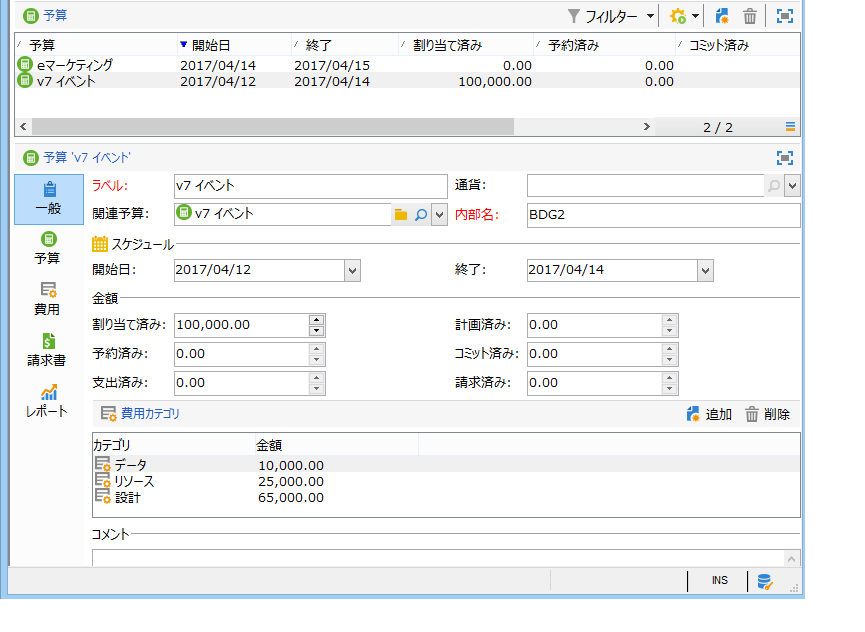 予算 フィルター
予算 開始日 終了 割り当て済み 予約済み コミット済み
eマーケティング 2017/04/14 2017/04/15 0.00 0.00
v7 イベント 2017/04/12 2017/04/14 100,000.00 0.00
2 / 2
予算 'v7 イベント'
一般
予算
費用
請求書
レポート
ラベル: v7 イベント 通貨:
関連予算: v7 イベント 内部名: BDG2
スケジュール
開始日: 2017/04/12 終了: 2017/04/14
金額
割り当て済み: 100,000.00 計画済み: 0.00
予約済み: 0.00 コミット済み: 0.00
支出済み: 0.00 請求済み: 0.00
費用カテゴリ 追加 削除
カテゴリ 金額
データ 10,000.00
リソース 25,000.00
設計 65,000.00
コメント
INS